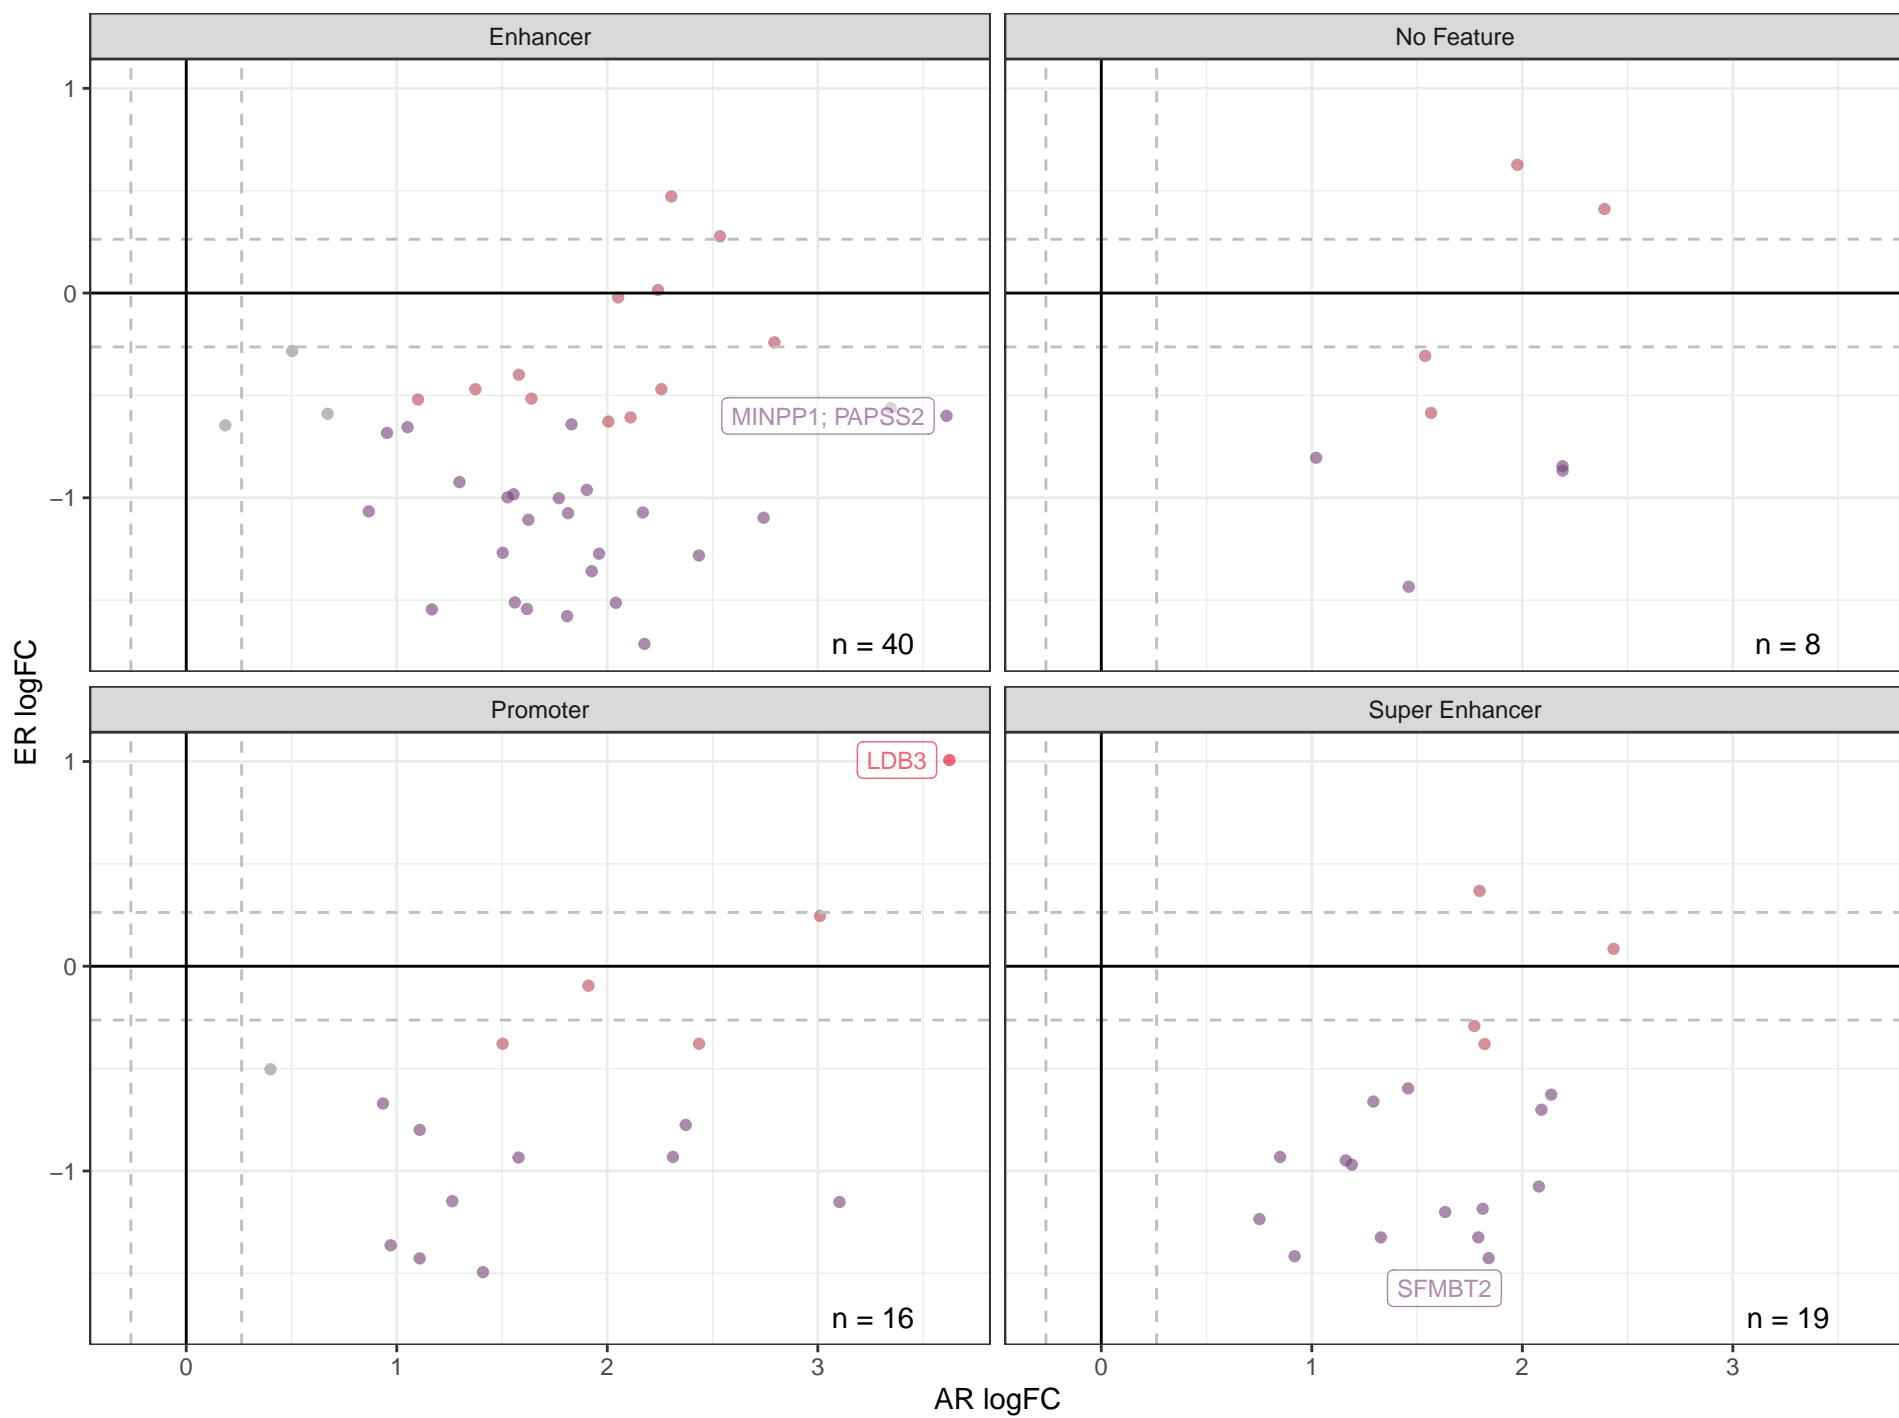 Enhancer
No Feature
1
0
−1
MINPP1; PAPSS2
n = 40
n = 8
ER logFC
Promoter
Super Enhancer
1
0
−1
LDB3
SFMBT2
n = 16
n = 19
0 1 2 3
0 1 2 3
AR logFC